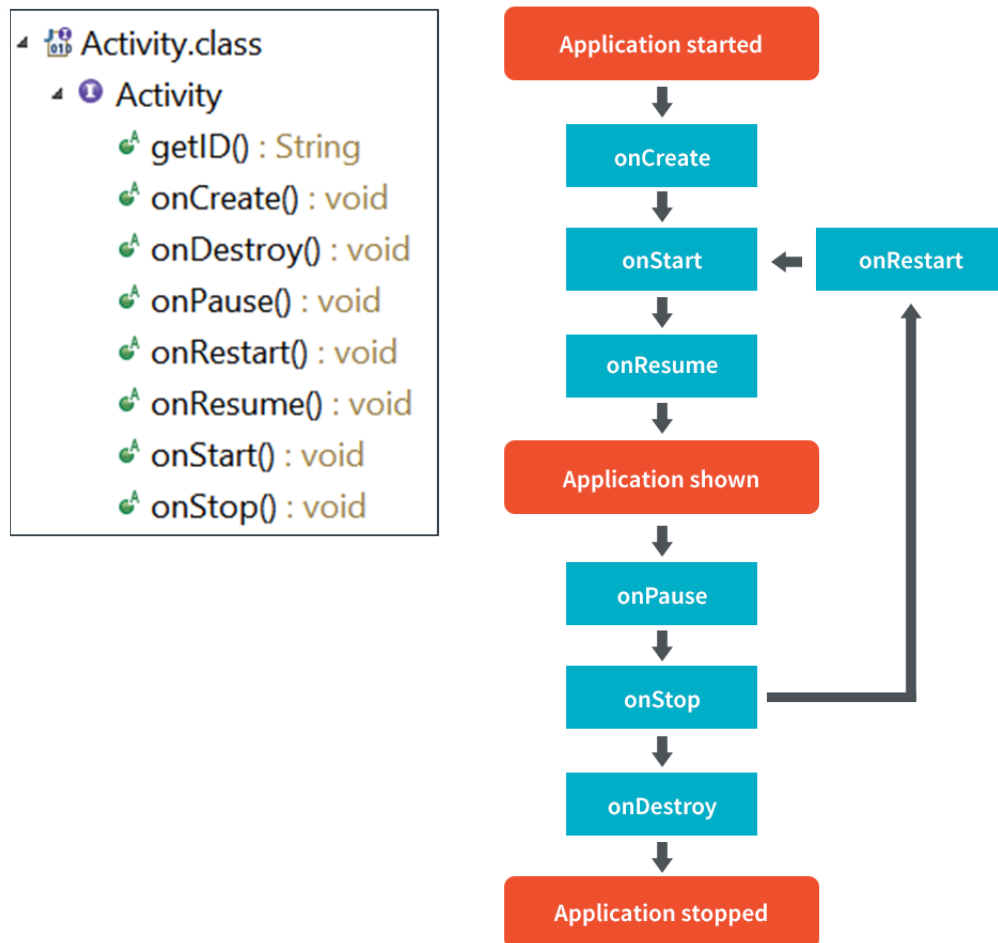 Activity.class
Activity
getID() : String
onCreate() : void
onDestroy() : void
onPause() : void
onRestart() : void
onResume() : void
onStart() : void
onStop() : void
Application started
onCreate
onStart
onRestart
onResume
Application shown
onPause
onStop
onDestroy
Application stopped